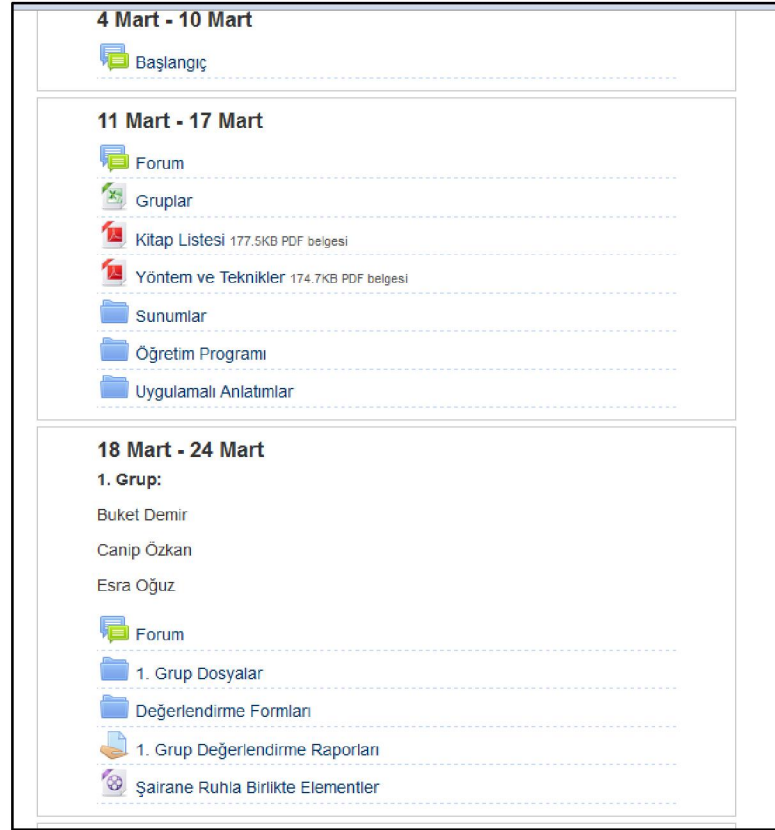 4 Mart - 10 Mart
Başlangıç
11 Mart - 17 Mart
Forum
Gruplar
Kitap Listesi 177.5KB PDF belgesi
Yöntem ve Teknikler 174.7KB PDF belgesi
Sunumlar
Öğretim Programı
Uygulamalı Anlatımlar
18 Mart - 24 Mart
1. Grup:
Buket Demir
Canip Özkan
Esra Oğuz
Forum
1. Grup Dosyalar
Değerlendirme Formları
1. Grup Değerlendirme Raporları
Şairane Ruhla Birlikte Elementler